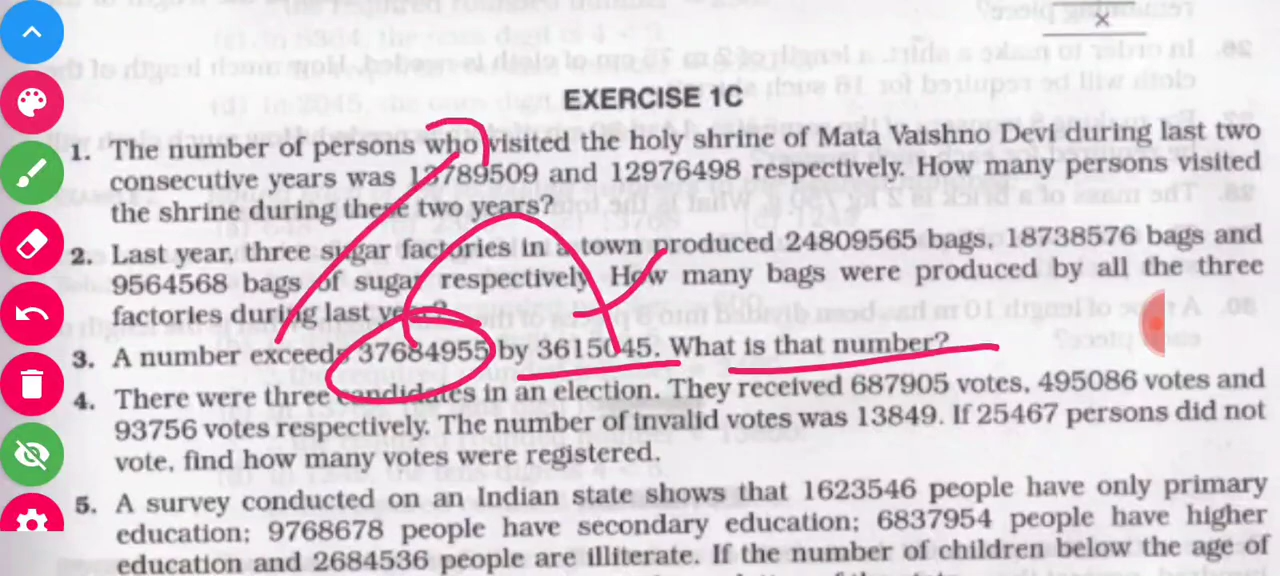 EXERCISE 1C
1. The number of persons who visited the holy shrine of Mata Vaishno Devi during last two
consecutive years was 13789509 and 12976498 respectively. How many persons visited
the shrine during these two years?
2. Last year, three sugar factories in a town produced 24809565 bags, 18738576 bags and
9564568 bags of sugar respectively. How many bags were produced by all the three
factories during last year?
3. A number exceeds 37684955 by 3615045. What is that number?
4. There were three candidates in an election. They received 687905 votes, 495086 votes and
93756 votes respectively. The number of invalid votes was 13849. If 25467 persons did not
vote, find how many votes were registered.
5. A survey conducted on an Indian state shows that 1623546 people have only primary
education; 9768678 people have secondary education; 6837954 people have higher
education and 2684536 people are illiterate. If the number of children below the age of